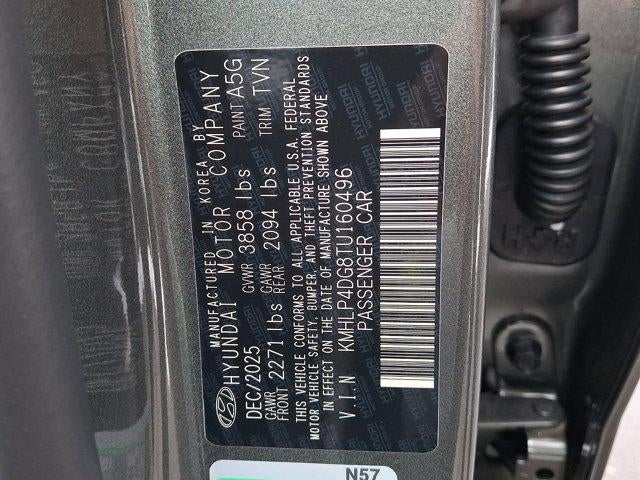 MANUFACTURED IN KOREA BY
HYUNDAI MOTOR COMPANY
DEC/2025 GVWR 3858 lbs PAINT A5G
GAWR FRONT 2271 lbs GAWR REAR 2094 lbs TRIM TVN
THIS VEHICLE CONFORMS TO ALL APPLICABLE U.S.A. FEDERAL
MOTOR VEHICLE SAFETY, BUMPER, AND THEFT PREVENTION STANDARDS
IN EFFECT ON THE DATE OF MANUFACTURE SHOWN ABOVE
V.I.N KMHLP4DG8TU160496
PASSENGER CAR
N57